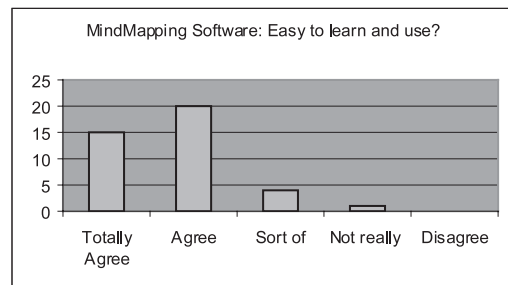 MindMapping Software: Easy to learn and use?
25
20
15
10
5
0
Totally Agree
Agree
Sort of
Not really
Disagree